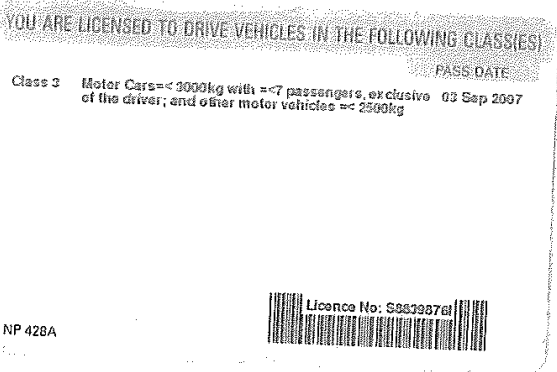 YOU ARE LICENSED TO DRIVE VEHICLES IN THE FOLLOWING CLASS(ES)
PASS DATE
Class 3 Motor Cars=< 3000kg with =<7 passengers, exclusive 03 Sep 2007
of the driver; and other motor vehicles =< 2500kg
Licence No: S8839876I
NP 428A